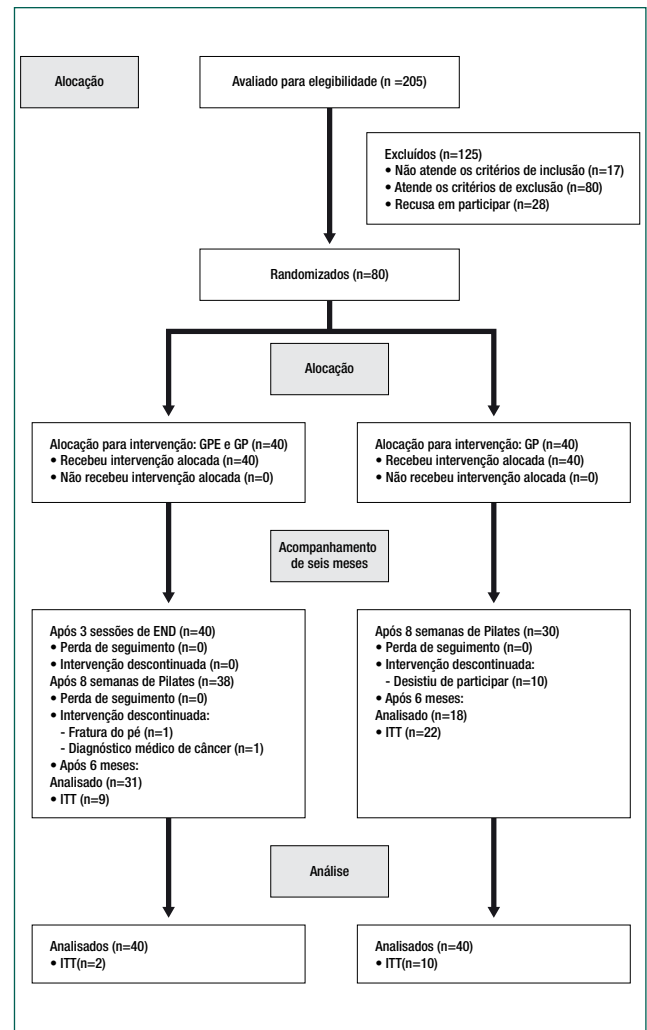 Alocação
Avaliado para elegibilidade (n =205)
Excluídos (n=125)
• Não atende os critérios de inclusão (n=17)
• Atende os critérios de exclusão (n=80)
• Recusa em participar (n=28)
Randomizados (n=80)
Alocação
Alocação para intervenção: GPE e GP (n=40)
• Recebeu intervenção alocada (n=40)
• Não recebeu intervenção alocada (n=0)
Alocação para intervenção: GP (n=40)
• Recebeu intervenção alocada (n=40)
• Não recebeu intervenção alocada (n=0)
Acompanhamento
de seis meses
Após 3 sessões de END (n=40)
• Perda de seguimento (n=0)
• Intervenção descontinuada (n=0)
Após 8 semanas de Pilates (n=38)
• Perda de seguimento (n=0)
• Intervenção descontinuada:
- Fratura do pé (n=1)
- Diagnóstico médico de câncer (n=1)
• Após 6 meses:
Analisado (n=31)
• ITT (n=9)
Após 8 semanas de Pilates (n=30)
• Perda de seguimento (n=0)
• Intervenção descontinuada:
- Desistiu de participar (n=10)
• Após 6 meses:
Analisado (n=18)
• ITT (n=22)
Análise
Analisados (n=40)
• ITT(n=2)
Analisados (n=40)
• ITT(n=10)